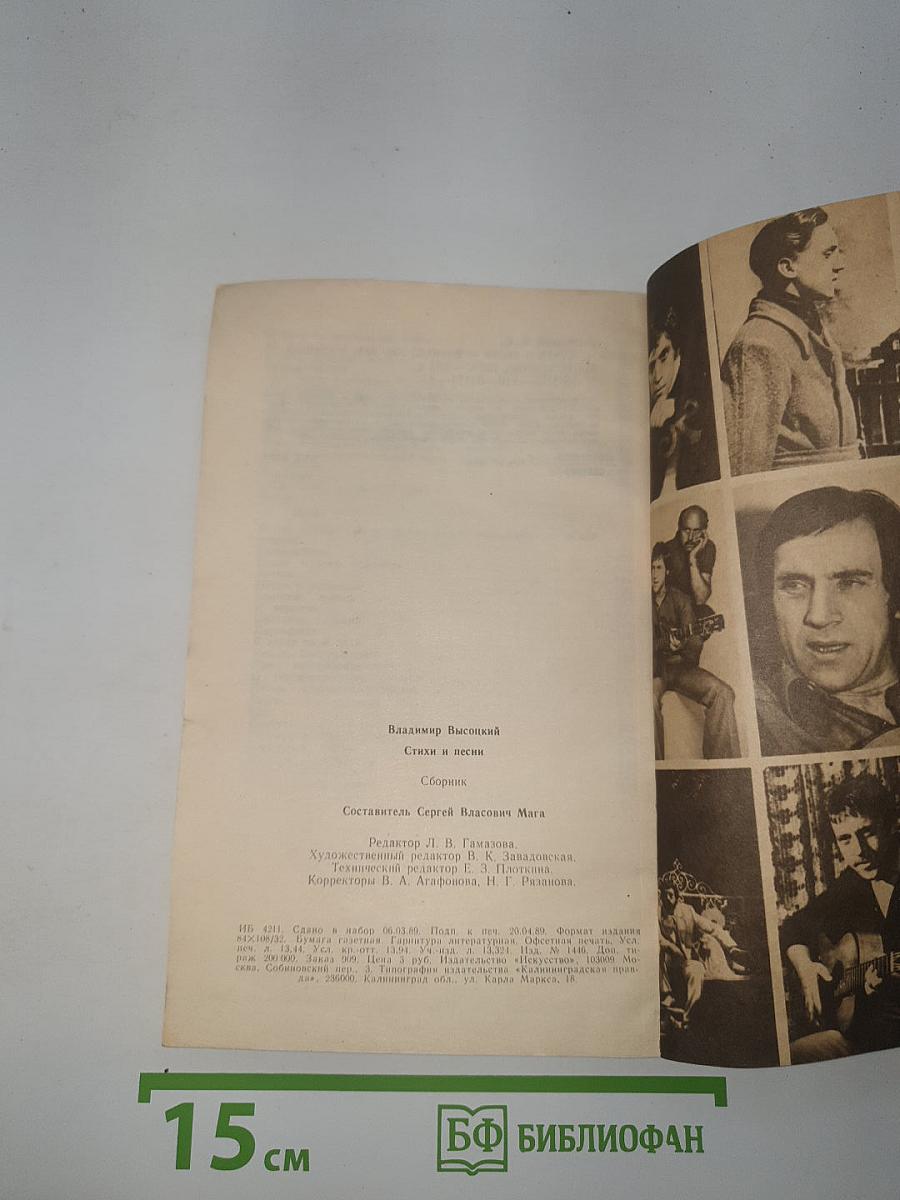 Владимир Высоцкий
Стихи и песни
Сборник
Составитель Сергей Власович Мага
Редактор Л. В. Гамазова.
Художественный редактор В. К. Завадовская.
Технический редактор Е. З. Плоткина.
Корректоры В. А. Агафонова, Н. Г. Рязанова.
ИБ 4211. Сдано в набор 06.03.89. Подп. к печ. 20.04.89. Формат издания
84×108/32. Бумага газетная. Гарнитура литературная. Офсетная печать. Усл.
печ. л. 13,44. Усл. кр.-отт. 13,94. Уч.-изд. л. 13,321. Изд. № 1446. Доп. ти-
раж 200 000. Заказ 909. Цена 3 руб. Издательство «Искусство», 103009 Мо-
сква, Собиновский пер., 3. Типография издательства «Калининградская прав-
да», 236000, Калининград обл., ул. Карла Маркса, 18.
15 см
БФ БИБЛИОФАН